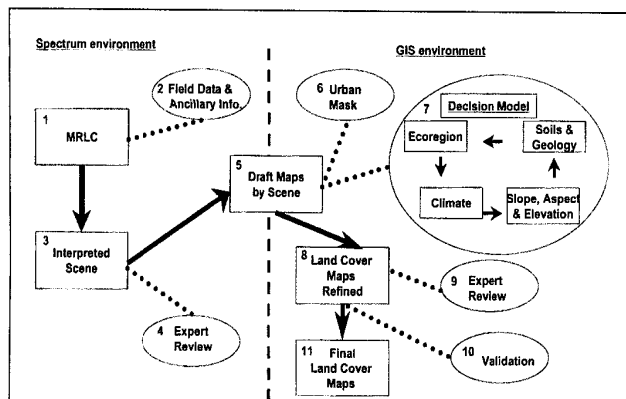 Spectrum environment
GIS environment
2 Field Data &
Ancillary Info.
6 Urban
Mask
7 Decision Model
Ecoregion
Soils &
Geology
Climate
Slope, Aspect
& Elevation
1
MRLC
5
Draft Maps
by Scene
3
Interpreted
Scene
8 Land Cover
Maps
Refined
9 Expert
Review
4 Expert
Review
10 Validation
11 Final
Land Cover
Maps